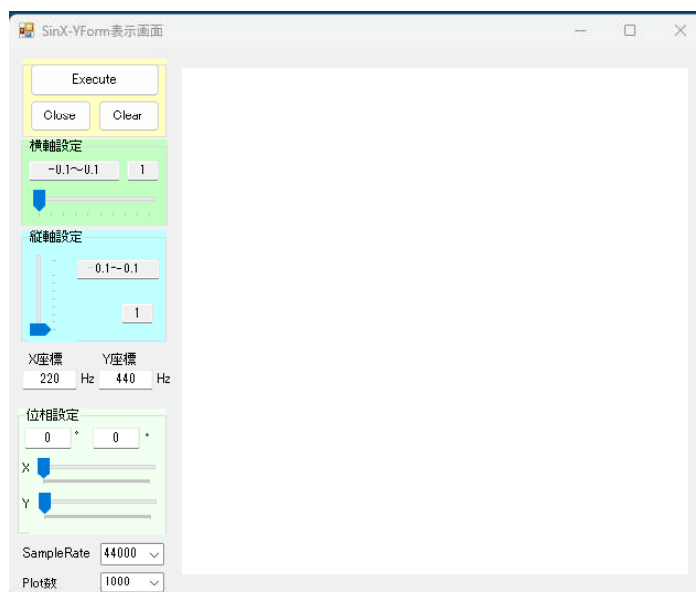 SinX-YForm表示画面
Execute
Close Clear
横軸設定
-0.1～0.1 1
縦軸設定
-0.1~-0.1
1
X座標 Y座標
220 Hz 440 Hz
位相設定
0 ° 0 °
X
Y
SampleRate 44000
Plot数 1000